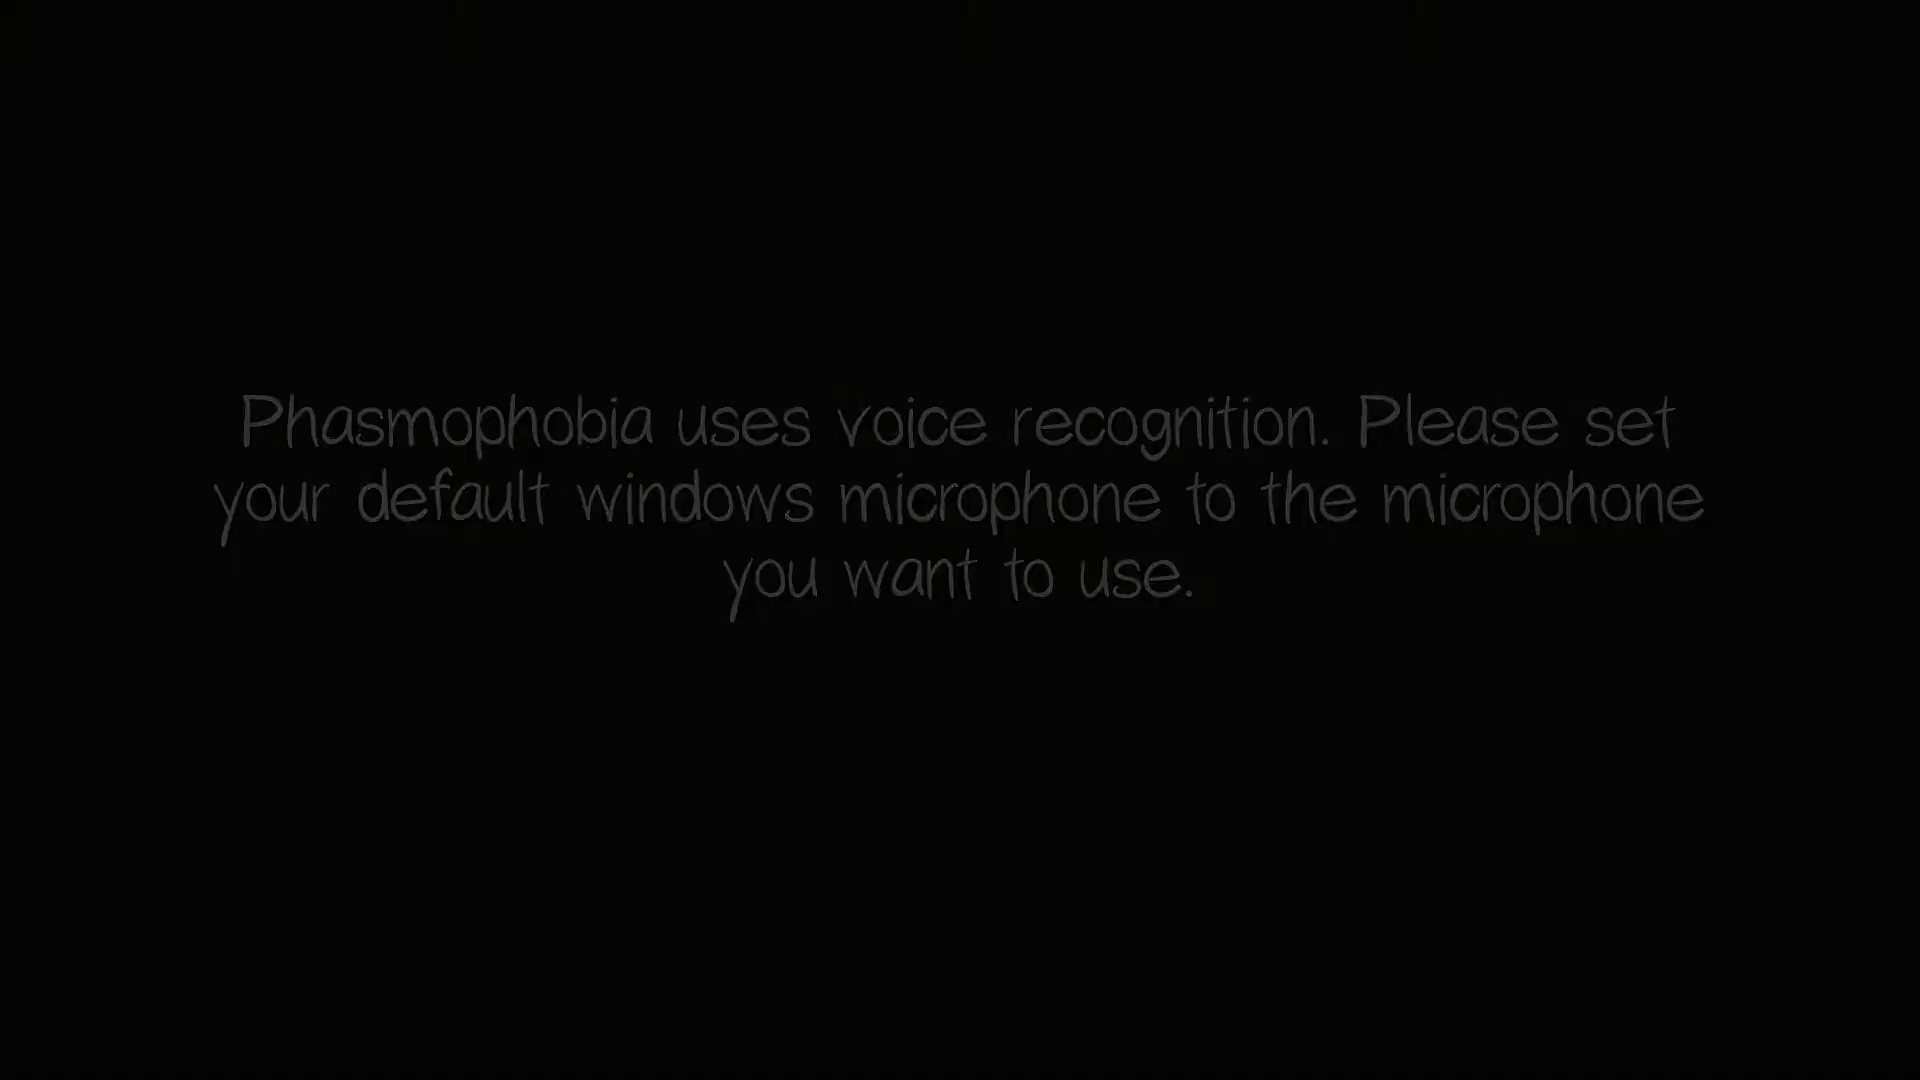 Phasmophobia uses voice recognition. Please set
your default windows microphone to the microphone
you want to use.